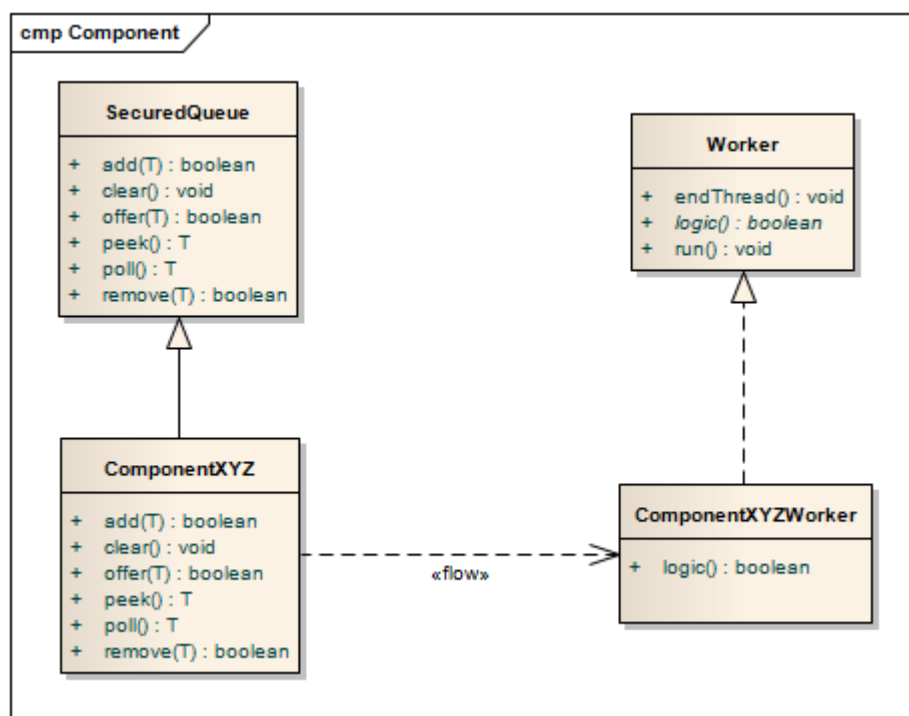 cmp Component
SecuredQueue
+ add(T) : boolean
+ clear() : void
+ offer(T) : boolean
+ peek() : T
+ poll() : T
+ remove(T) : boolean
Worker
+ endThread() : void
+ logic() : boolean
+ run() : void
ComponentXYZ
+ add(T) : boolean
+ clear() : void
+ offer(T) : boolean
+ peek() : T
+ poll() : T
+ remove(T) : boolean
«flow»
ComponentXYZWorker
+ logic() : boolean